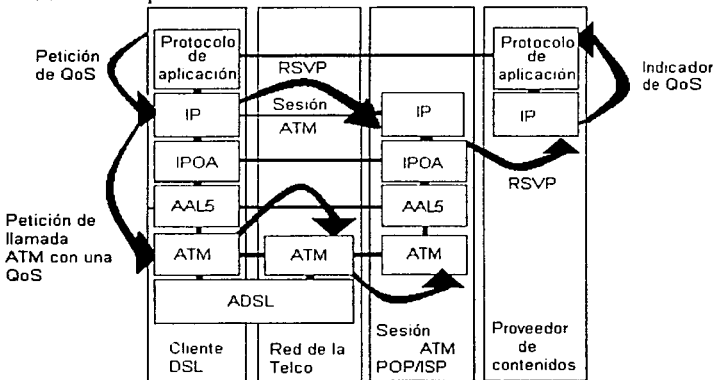 Petición
de QoS
Protocolo
de
aplicación
RSVP
Protocolo
de
aplicación
Indicador
de QoS
IP
Sesión
ATM
IP
IP
IPOA
IPOA
RSVP
AAL5
AAL5
Petición de
llamada
ATM con una
QoS
ATM
ATM
ATM
ADSL
Cliente
DSL
Red de la
Telco
Sesión
ATM
POP/ISP
Proveedor
de
contenidos